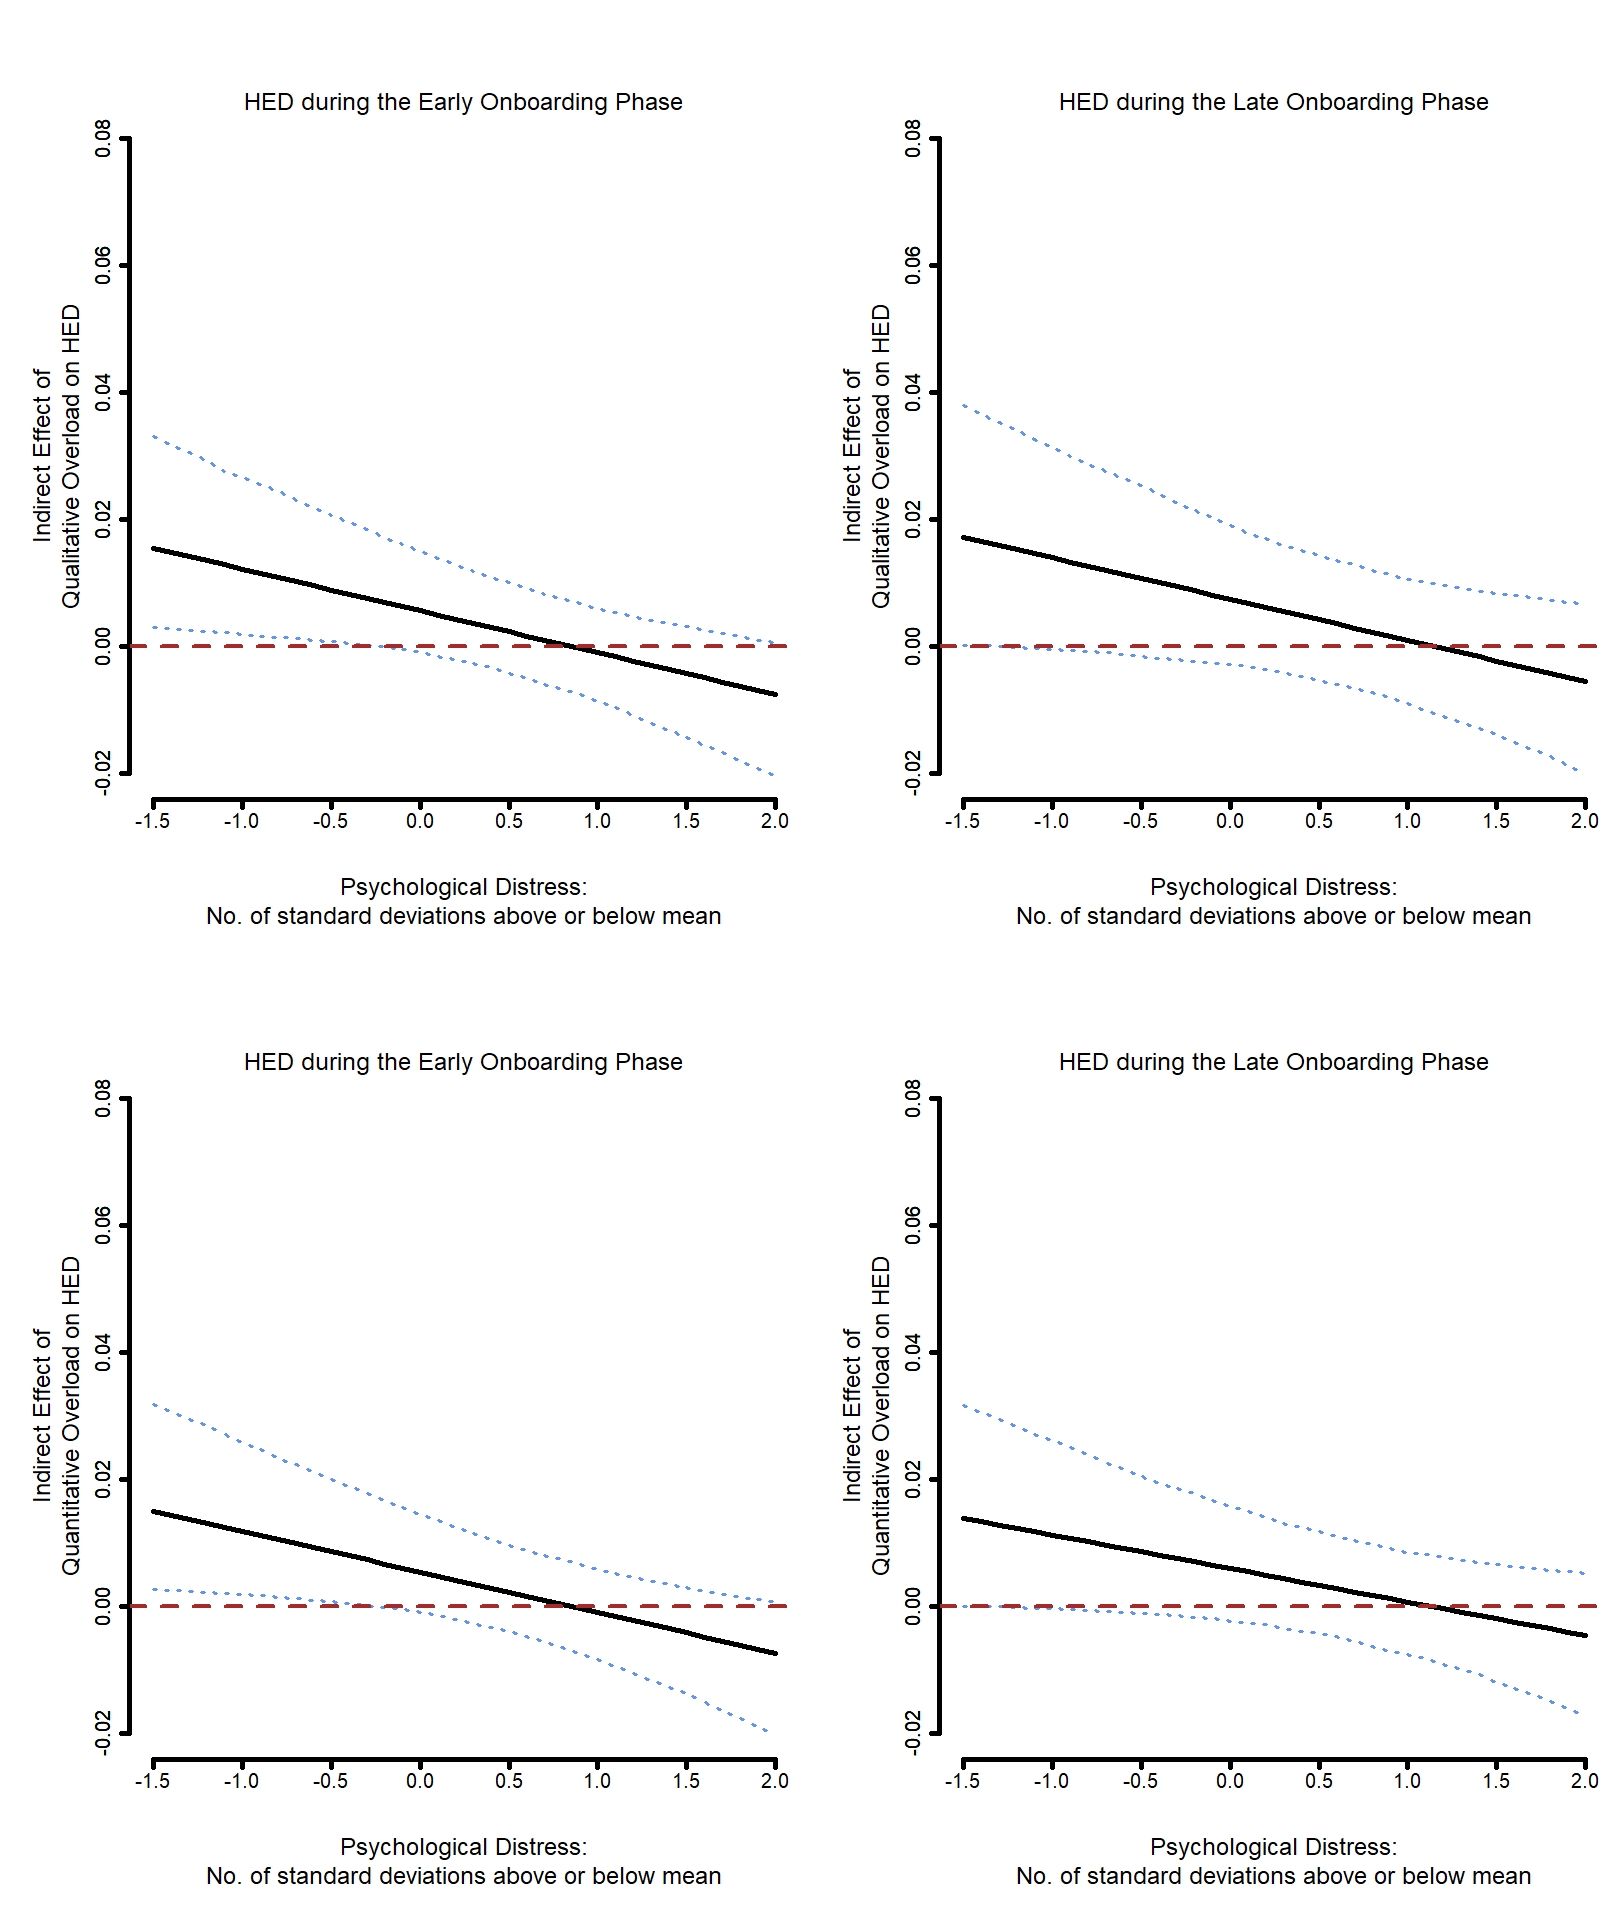 HED during the Early Onboarding Phase
Indirect Effect of
Qualitative Overload on HED
0.08
0.06
0.04
0.02
0.00
-0.02
-1.5 -1.0 -0.5 0.0 0.5 1.0 1.5 2.0
Psychological Distress:
No. of standard deviations above or below mean
HED during the Late Onboarding Phase
Indirect Effect of
Qualitative Overload on HED
0.08
0.06
0.04
0.02
0.00
-0.02
-1.5 -1.0 -0.5 0.0 0.5 1.0 1.5 2.0
Psychological Distress:
No. of standard deviations above or below mean
HED during the Early Onboarding Phase
Indirect Effect of
Quantitative Overload on HED
0.08
0.06
0.04
0.02
0.00
-0.02
-1.5 -1.0 -0.5 0.0 0.5 1.0 1.5 2.0
Psychological Distress:
No. of standard deviations above or below mean
HED during the Late Onboarding Phase
Indirect Effect of
Quantitative Overload on HED
0.08
0.06
0.04
0.02
0.00
-0.02
-1.5 -1.0 -0.5 0.0 0.5 1.0 1.5 2.0
Psychological Distress:
No. of standard deviations above or below mean